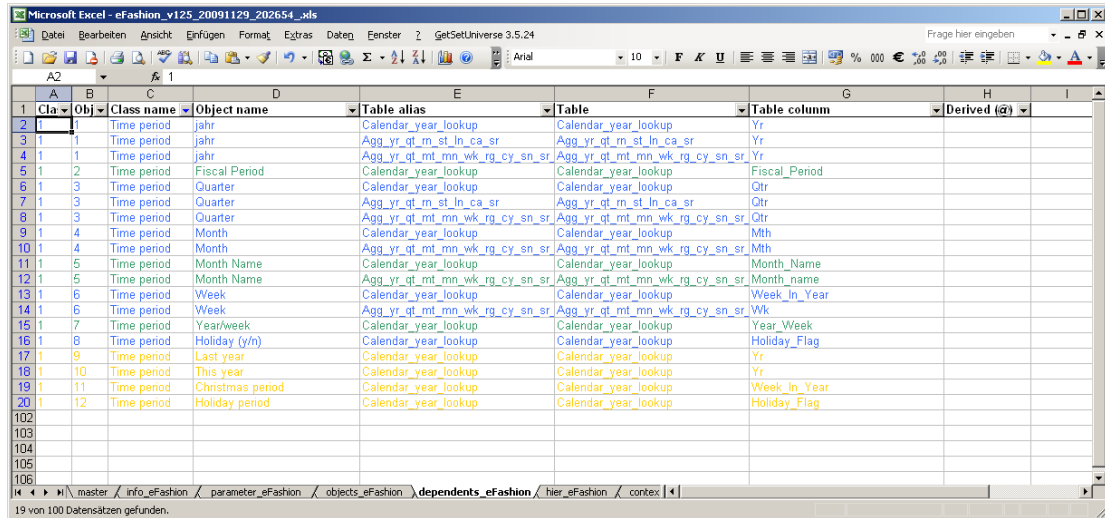 Microsoft Excel - eFashion_v125_20091129_202654_.xls
Datei Bearbeiten Ansicht Einfügen Format Extras Daten Fenster ? GetSetUniverse 3.5.24 Frage hier eingeben
Arial 10 F K U % 000 €
A2 fx 1
A B C D E F G H I
1 Cla Obj Class name Object name Table alias Table Table colunm Derived (@)
2 1 1 Time period jahr Calendar_year_lookup Calendar_year_lookup Yr
3 1 1 Time period jahr Agg_yr_qt_rn_st_ln_ca_sr Agg_yr_qt_rn_st_ln_ca_sr Yr
4 1 1 Time period jahr Agg_yr_qt_mt_mn_wk_rg_cy_sn_sr_ Agg_yr_qt_mt_mn_wk_rg_cy_sn_sr_ Yr
5 1 2 Time period Fiscal Period Calendar_year_lookup Calendar_year_lookup Fiscal_Period
6 1 3 Time period Quarter Calendar_year_lookup Calendar_year_lookup Qtr
7 1 3 Time period Quarter Agg_yr_qt_rn_st_ln_ca_sr Agg_yr_qt_rn_st_ln_ca_sr Qtr
8 1 3 Time period Quarter Agg_yr_qt_mt_mn_wk_rg_cy_sn_sr_ Agg_yr_qt_mt_mn_wk_rg_cy_sn_sr_ Qtr
9 1 4 Time period Month Calendar_year_lookup Calendar_year_lookup Mth
10 1 4 Time period Month Agg_yr_qt_mt_mn_wk_rg_cy_sn_sr_ Agg_yr_qt_mt_mn_wk_rg_cy_sn_sr_ Mth
11 1 5 Time period Month Name Calendar_year_lookup Calendar_year_lookup Month_Name
12 1 5 Time period Month Name Agg_yr_qt_mt_mn_wk_rg_cy_sn_sr_ Agg_yr_qt_mt_mn_wk_rg_cy_sn_sr_ Month_name
13 1 6 Time period Week Calendar_year_lookup Calendar_year_lookup Week_In_Year
14 1 6 Time period Week Agg_yr_qt_mt_mn_wk_rg_cy_sn_sr_ Agg_yr_qt_mt_mn_wk_rg_cy_sn_sr_ Wk
15 1 7 Time period Year/week Calendar_year_lookup Calendar_year_lookup Year_Week
16 1 8 Time period Holiday (y/n) Calendar_year_lookup Calendar_year_lookup Holiday_Flag
17 1 9 Time period Last year Calendar_year_lookup Calendar_year_lookup Yr
18 1 10 Time period This year Calendar_year_lookup Calendar_year_lookup Yr
19 1 11 Time period Christmas period Calendar_year_lookup Calendar_year_lookup Week_In_Year
20 1 12 Time period Holiday period Calendar_year_lookup Calendar_year_lookup Holiday_Flag
102
103
104
105
106
master / info_eFashion / parameter_eFashion / objects_eFashion \ dependents_eFashion / hier_eFashion / contex
19 von 100 Datensätzen gefunden.